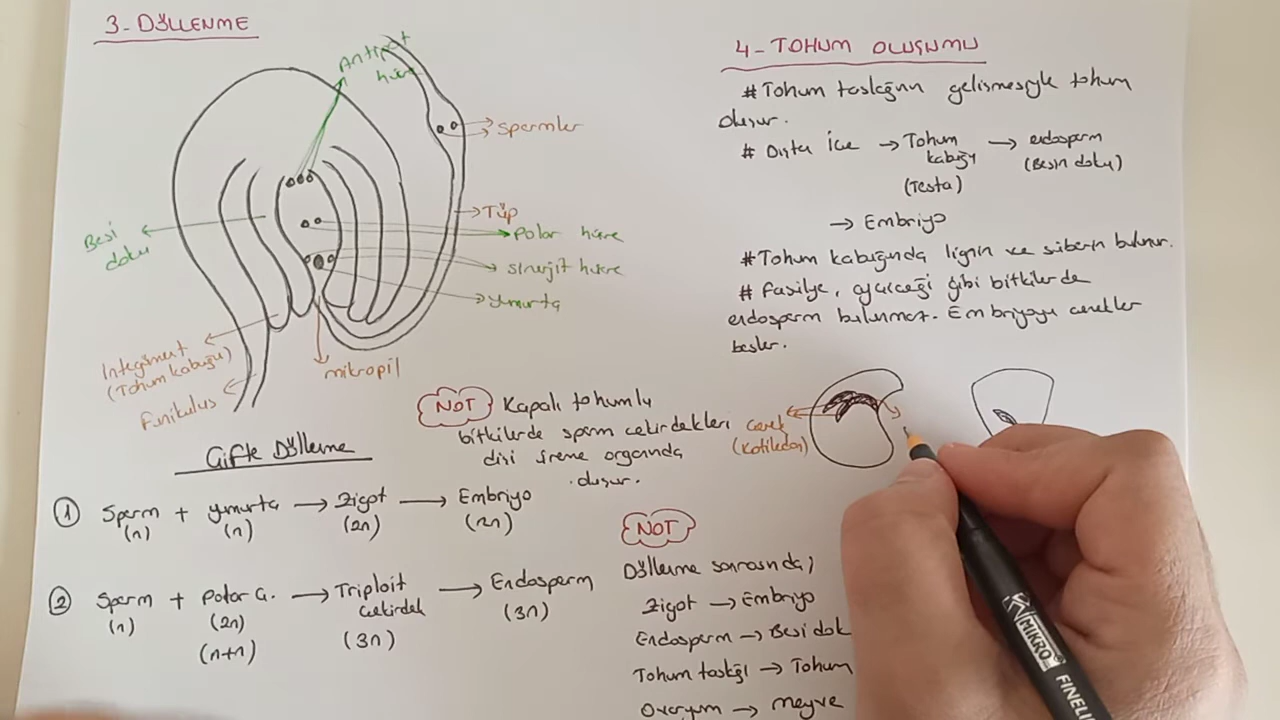 3- DÖLLENME
Antipot
hücre
Spermler
Besi
doku
Tüp
Polar hücre
Sinerjit hücre
Yumurta
İntegüment
(Tohum kabuğu)
Funikulus
mikropil
NOT Kapalı tohumlu
bitkilerde sperm çekirdekleri
dişi üreme organında
oluşur.
Çifte Dölleme
1 Sperm + yumurta → Zigot → Embriyo
(n) (n) (2n) (2n)
2 Sperm + Polar Ç. → Triploit → Endosperm
çekirdek
(n) (2n) (3n) (3n)
(n+n)
4- TOHUM OLUŞUMU
# Tohum taslağının gelişmesiyle tohum
oluşur.
# Dıştan İçe → Tohum → endosperm
kabuğu (Besin doku)
(Testa)
→ Embriyo
# Tohum kabuğunda lignin ve süberin bulunur.
# Fasulye, ayçiçeği gibi bitkilerde
endosperm bulunmaz. Embriyoyu çenekler
besler.
Çenek
(Kotiledon)
NOT
Döllenme sonrasında;
Zigot → Embriyo
Endosperm → Besi dok
Tohum taslağı → Tohum
Ovaryum → meyve
MIKRO
FINELI